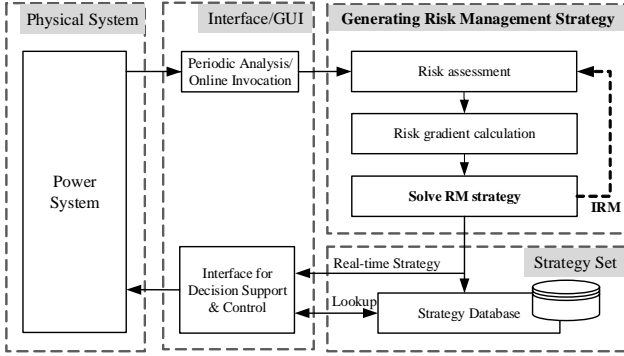 Physical System
Interface/GUI
Generating Risk Management Strategy
Periodic Analysis/
Online Invocation
Risk assessment
Risk gradient calculation
Power
System
Solve RM strategy
IRM
Interface for
Decision Support
& Control
Real-time Strategy
Strategy Set
Lookup
Strategy Database